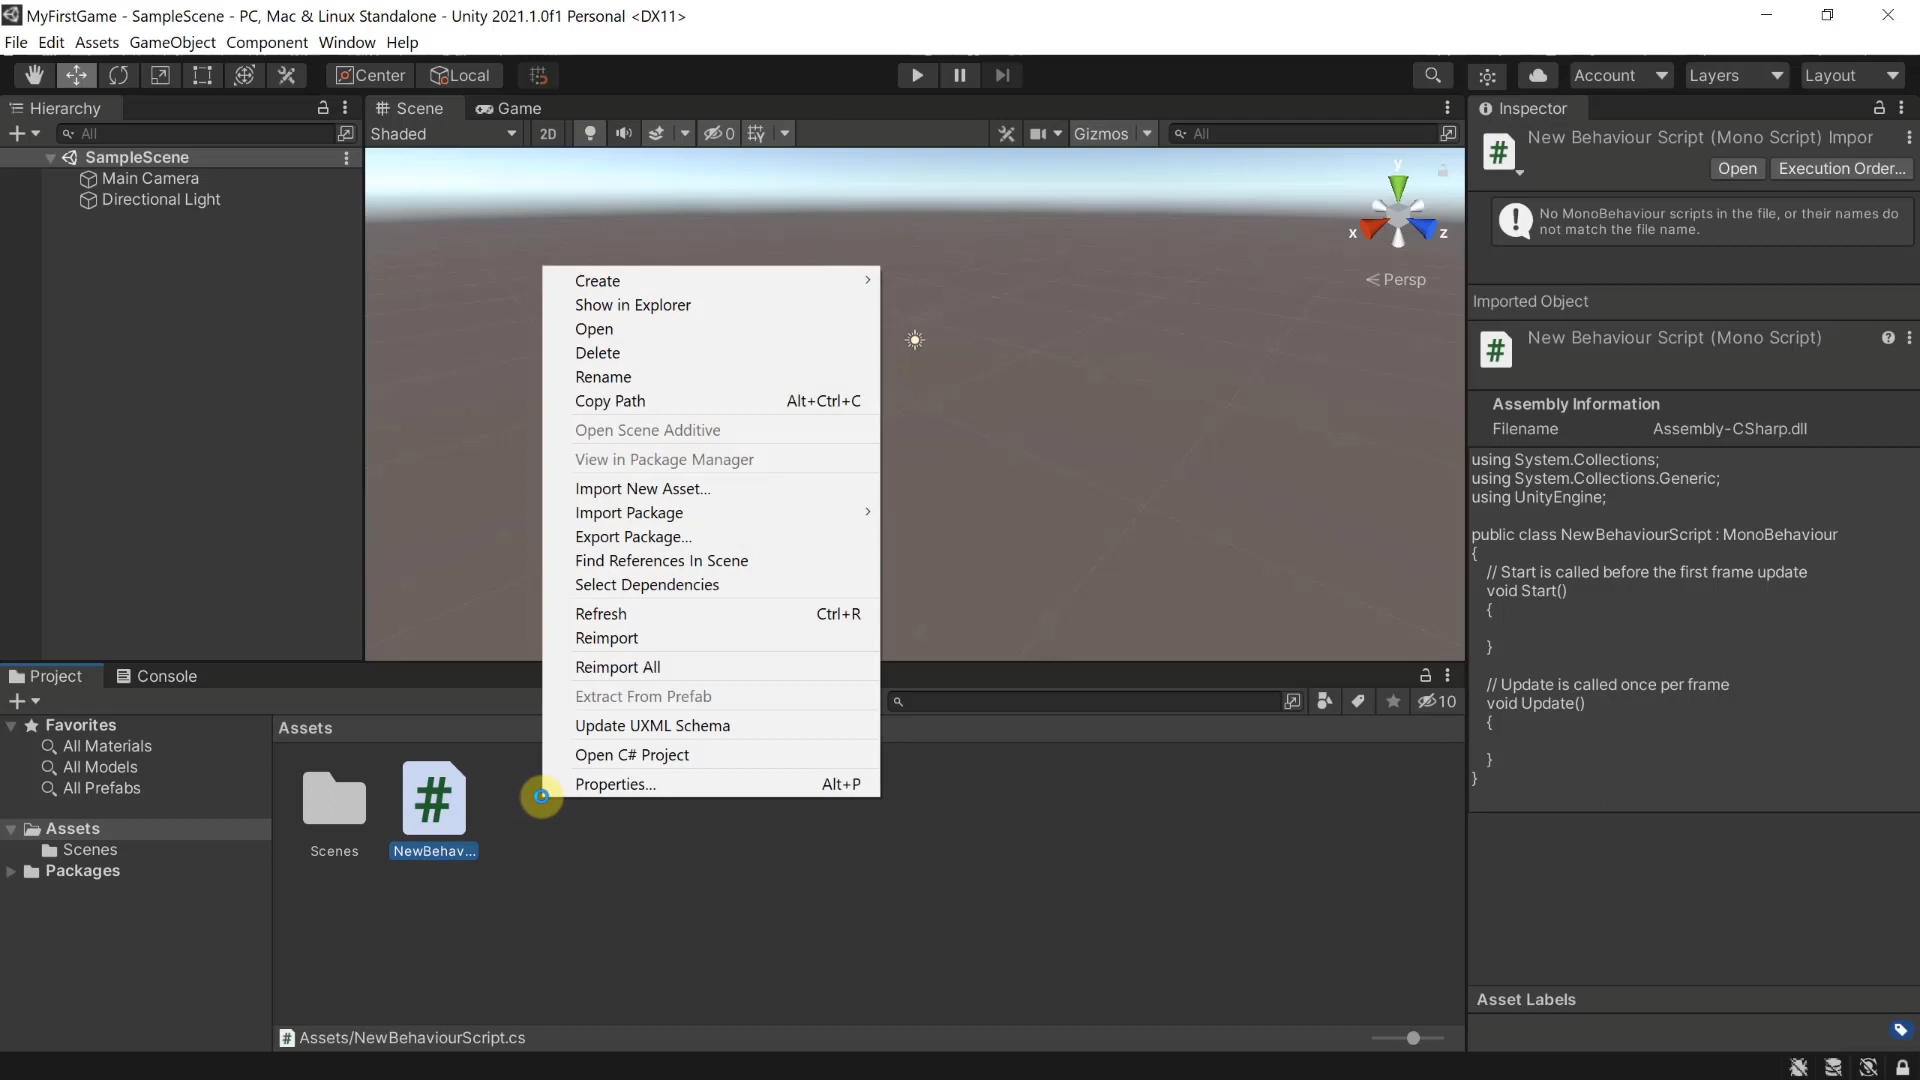 MyFirstGame - SampleScene - PC, Mac & Linux Standalone - Unity 2021.1.0f1 Personal <DX11>
File Edit Assets GameObject Component Window Help
Center Local Account Layers Layout
Hierarchy
All
SampleScene
Main Camera
Directional Light
Scene Game
Shaded 2D 0 Gizmos All
y
x
z
Persp
Create
Show in Explorer
Open
Delete
Rename
Copy Path Alt+Ctrl+C
Open Scene Additive
View in Package Manager
Import New Asset...
Import Package
Export Package...
Find References In Scene
Select Dependencies
Refresh Ctrl+R
Reimport
Reimport All
Extract From Prefab
Update UXML Schema
Open C# Project
Properties... Alt+P
Inspector
New Behaviour Script (Mono Script) Impor
Open Execution Order...
No MonoBehaviour scripts in the file, or their names do
not match the file name.
Imported Object
New Behaviour Script (Mono Script)
Assembly Information
Filename Assembly-CSharp.dll
using System.Collections;
using System.Collections.Generic;
using UnityEngine;
public class NewBehaviourScript : MonoBehaviour
{
// Start is called before the first frame update
void Start()
{
}
// Update is called once per frame
void Update()
{
}
}
Asset Labels
Project Console
10
Favorites
All Materials
All Models
All Prefabs
Assets
Scenes
Packages
Assets
Scenes
NewBehav...
Assets/NewBehaviourScript.cs